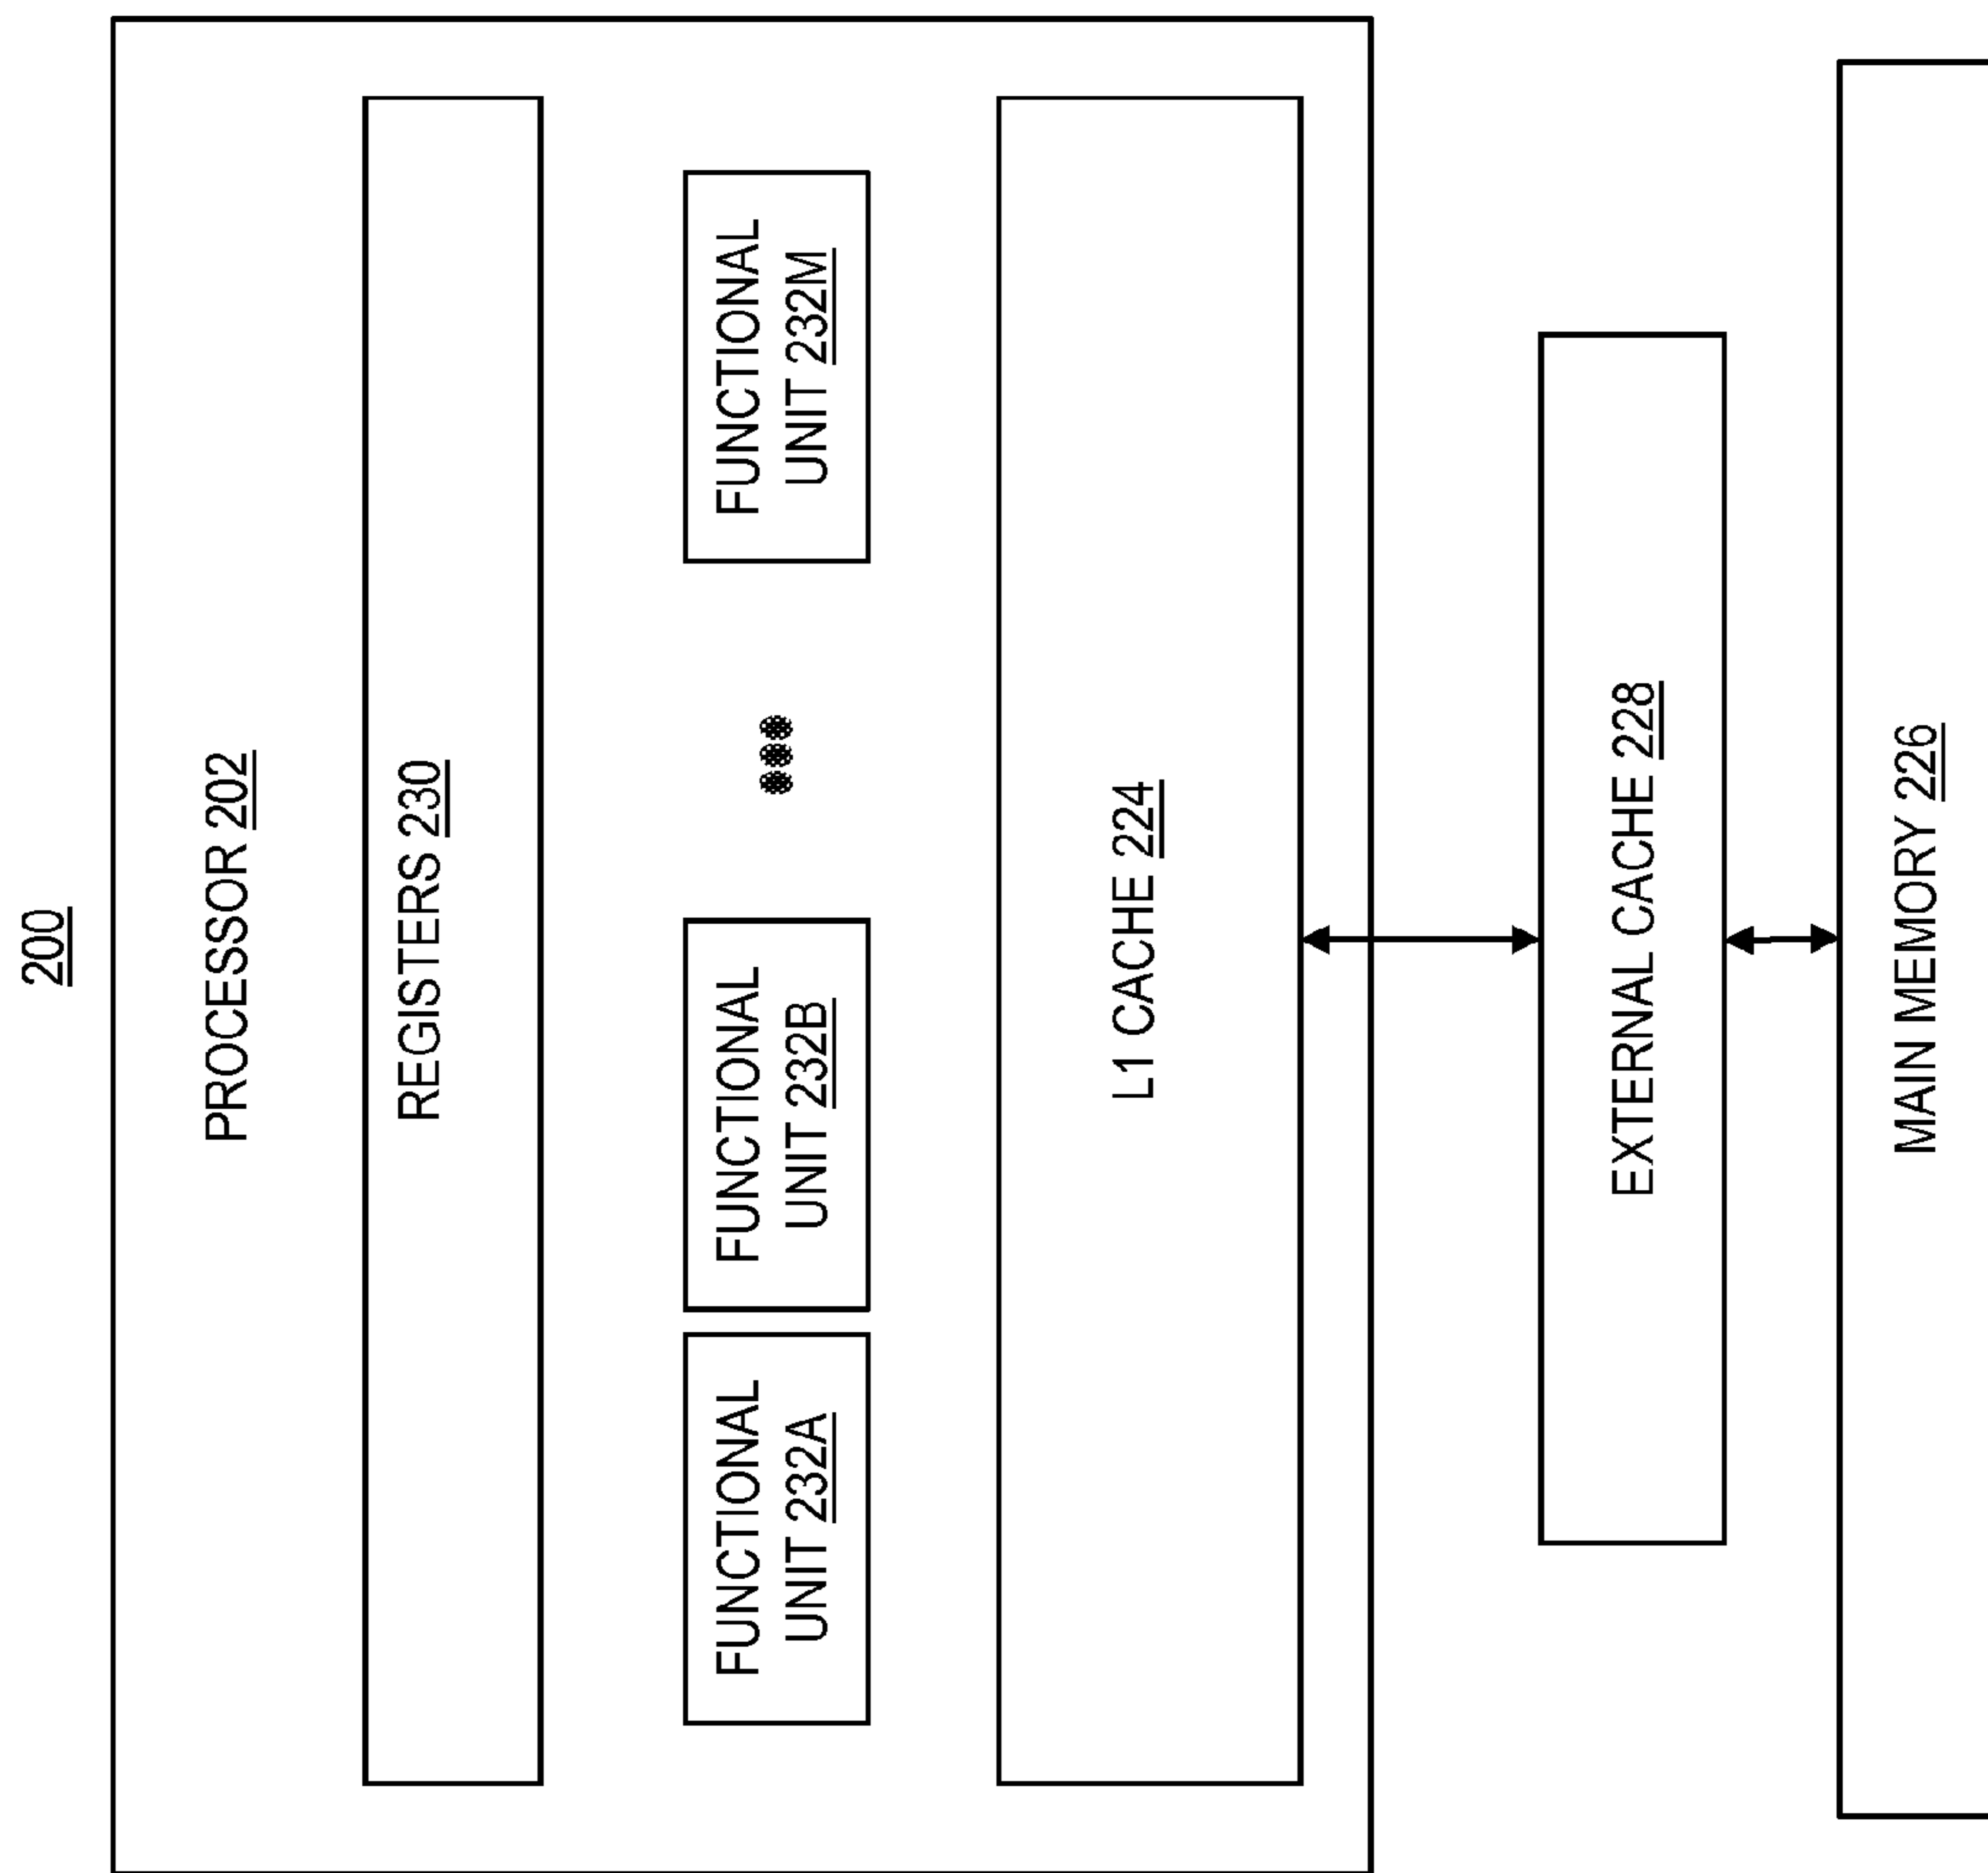 200
PROCESSOR 202
REGISTERS 230
FUNCTIONAL
UNIT 232A
FUNCTIONAL
UNIT 232B
FUNCTIONAL
UNIT 232M
L1 CACHE 224
EXTERNAL CACHE 228
MAIN MEMORY 226